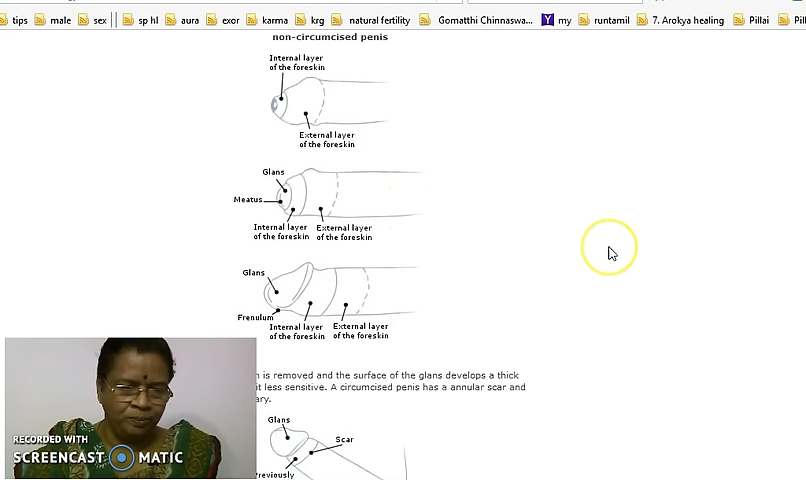 tips male sex sp hl aura exor karma krg natural fertility Gomatthi Chinnaswa... my runtamil 7. Arokya healing Pillai Pill
non-circumcised penis
Internal layer
of the foreskin
External layer
of the foreskin
Glans
Meatus
Internal layer
of the foreskin
External layer
of the foreskin
Glans
Frenulum
Internal layer
of the foreskin
External layer
of the foreskin
n is removed and the surface of the glans develops a thick
it less sensitive. A circumcised penis has a annular scar and
ary.
Glans
Scar
Previously
RECORDED WITH
SCREENCAST MATIC